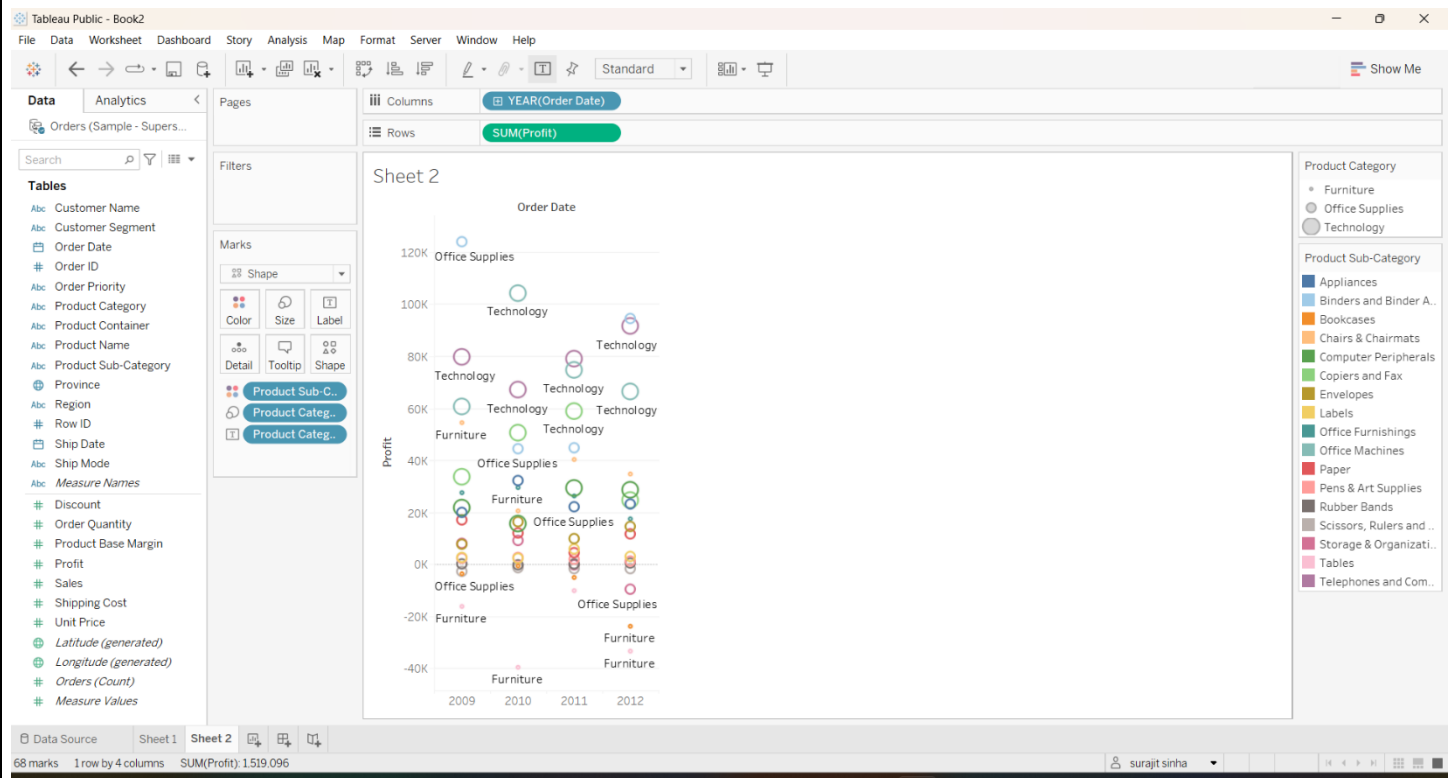 Tableau Public - Book2
File Data Worksheet Dashboard Story Analysis Map Format Server Window Help
Standard
Show Me
Data Analytics
Orders (Sample - Supers...
Search
Tables
Abc Customer Name
Abc Customer Segment
Order Date
# Order ID
Abc Order Priority
Abc Product Category
Abc Product Container
Abc Product Name
Abc Product Sub-Category
Province
Abc Region
# Row ID
Ship Date
Abc Ship Mode
Abc Measure Names
# Discount
# Order Quantity
# Product Base Margin
# Profit
# Sales
# Shipping Cost
# Unit Price
Latitude (generated)
Longitude (generated)
# Orders (Count)
# Measure Values
Pages
Filters
Marks
Shape
Color Size Label
Detail Tooltip Shape
Product Sub-C..
Product Categ..
T Product Categ..
Columns YEAR(Order Date)
Rows SUM(Profit)
Sheet 2
Order Date
Profit
120K
100K
80K
60K
40K
20K
0K
-20K
-40K
Office Supplies
Technology
Technology
Technology
Technology
Technology
Technology
Technology
Furniture
Office Supplies
Furniture
Office Supplies
Office Supplies
Office Supplies
Furniture
Furniture
Furniture
Furniture
2009 2010 2011 2012
Product Category
Furniture
Office Supplies
Technology
Product Sub-Category
Appliances
Binders and Binder A..
Bookcases
Chairs & Chairmats
Computer Peripherals
Copiers and Fax
Envelopes
Labels
Office Furnishings
Office Machines
Paper
Pens & Art Supplies
Rubber Bands
Scissors, Rulers and ..
Storage & Organizati..
Tables
Telephones and Com..
Data Source Sheet 1 Sheet 2
68 marks 1 row by 4 columns SUM(Profit): 1.519.096
surajit sinha